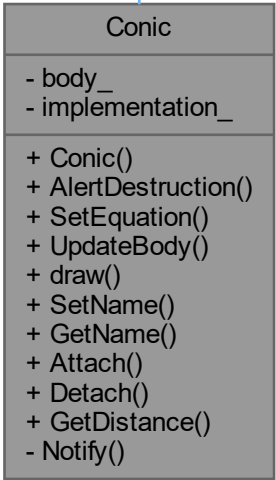 Conic
- body_
- implementation_
+ Conic()
+ AlertDestruction()
+ SetEquation()
+ UpdateBody()
+ draw()
+ SetName()
+ GetName()
+ Attach()
+ Detach()
+ GetDistance()
- Notify()